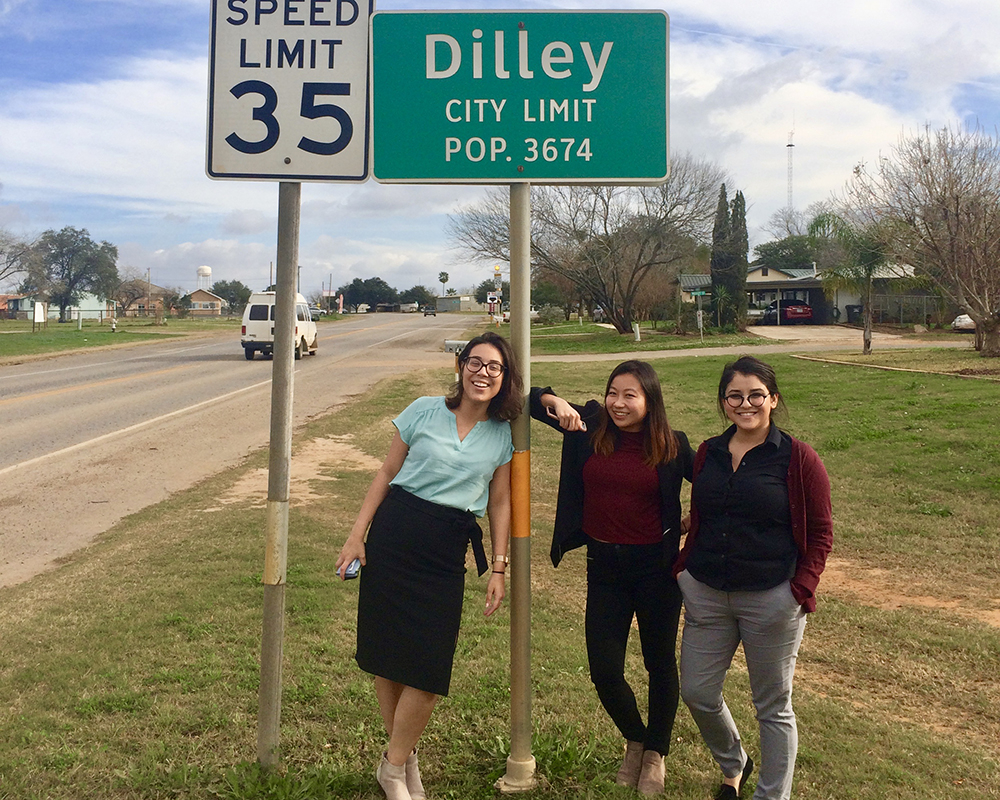 SPEED
LIMIT
35
Dilley
CITY LIMIT
POP. 3674